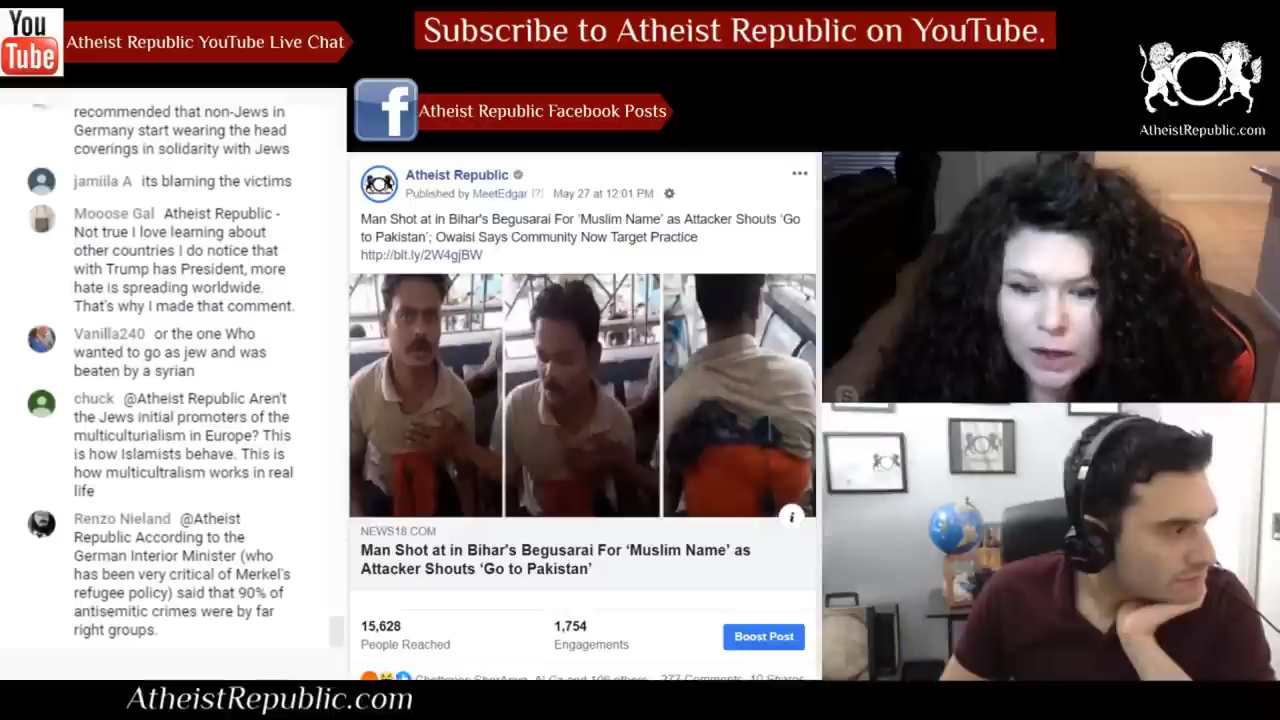 You
Tube
Atheist Republic YouTube Live Chat
Subscribe to Atheist Republic on YouTube.
AtheistRepublic.com
f
Atheist Republic Facebook Posts
recommended that non-Jews in
Germany start wearing the head
coverings in solidarity with Jews
jamiila A its blaming the victims
Mooose Gal Atheist Republic -
Not true I love learning about
other countries I do notice that
with Trump has President, more
hate is spreading worldwide.
That's why I made that comment.
Vanilla240 or the one Who
wanted to go as jew and was
beaten by a syrian
chuck @Atheist Republic Aren't
the Jews initial promoters of the
multiculturialism in Europe? This
is how Islamists behave. This is
how multicultralism works in real
life
Renzo Nieland @Atheist
Republic According to the
German Interior Minister (who
has been very critical of Merkel's
refugee policy) said that 90% of
antisemitic crimes were by far
right groups.
Atheist Republic
Published by MeetEdgar [?] May 27 at 12:01 PM
Man Shot at in Bihar's Begusarai For 'Muslim Name' as Attacker Shouts 'Go
to Pakistan'; Owaisi Says Community Now Target Practice
http://bit.ly/2W4gjBW
NEWS18.COM
Man Shot at in Bihar's Begusarai For 'Muslim Name' as
Attacker Shouts 'Go to Pakistan'
15,628
People Reached
1,754
Engagements
Boost Post
AtheistRepublic.com